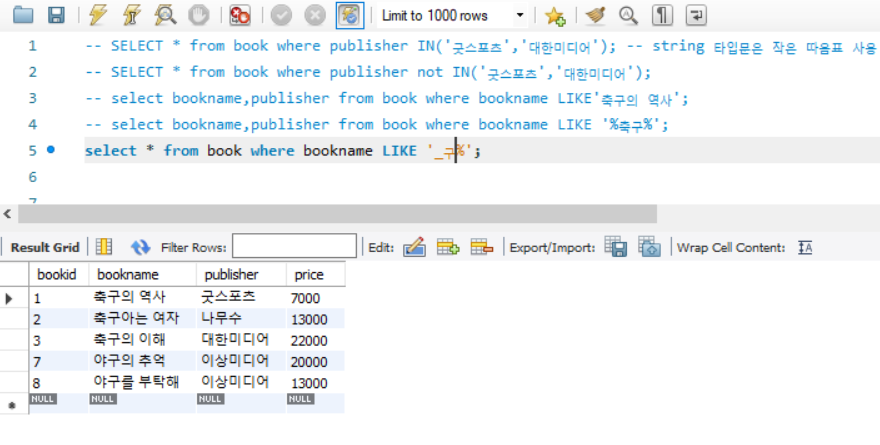 Limit to 1000 rows
1 -- SELECT * from book where publisher IN('굿스포츠','대한미디어'); -- string 타입문은 작은 따옴표 사용
2 -- SELECT * from book where publisher not IN('굿스포츠','대한미디어');
3 -- select bookname,publisher from book where bookname LIKE'축구의 역사';
4 -- select bookname,publisher from book where bookname LIKE '%축구%';
5 select * from book where bookname LIKE '_구%';
6
7
Result Grid Filter Rows: Edit: Export/Import: Wrap Cell Content: IA
bookid bookname publisher price
1 축구의 역사 굿스포츠 7000
2 축구아는 여자 나무수 13000
3 축구의 이해 대한미디어 22000
7 야구의 추억 이상미디어 20000
8 야구를 부탁해 이상미디어 13000
NULL NULL NULL NULL